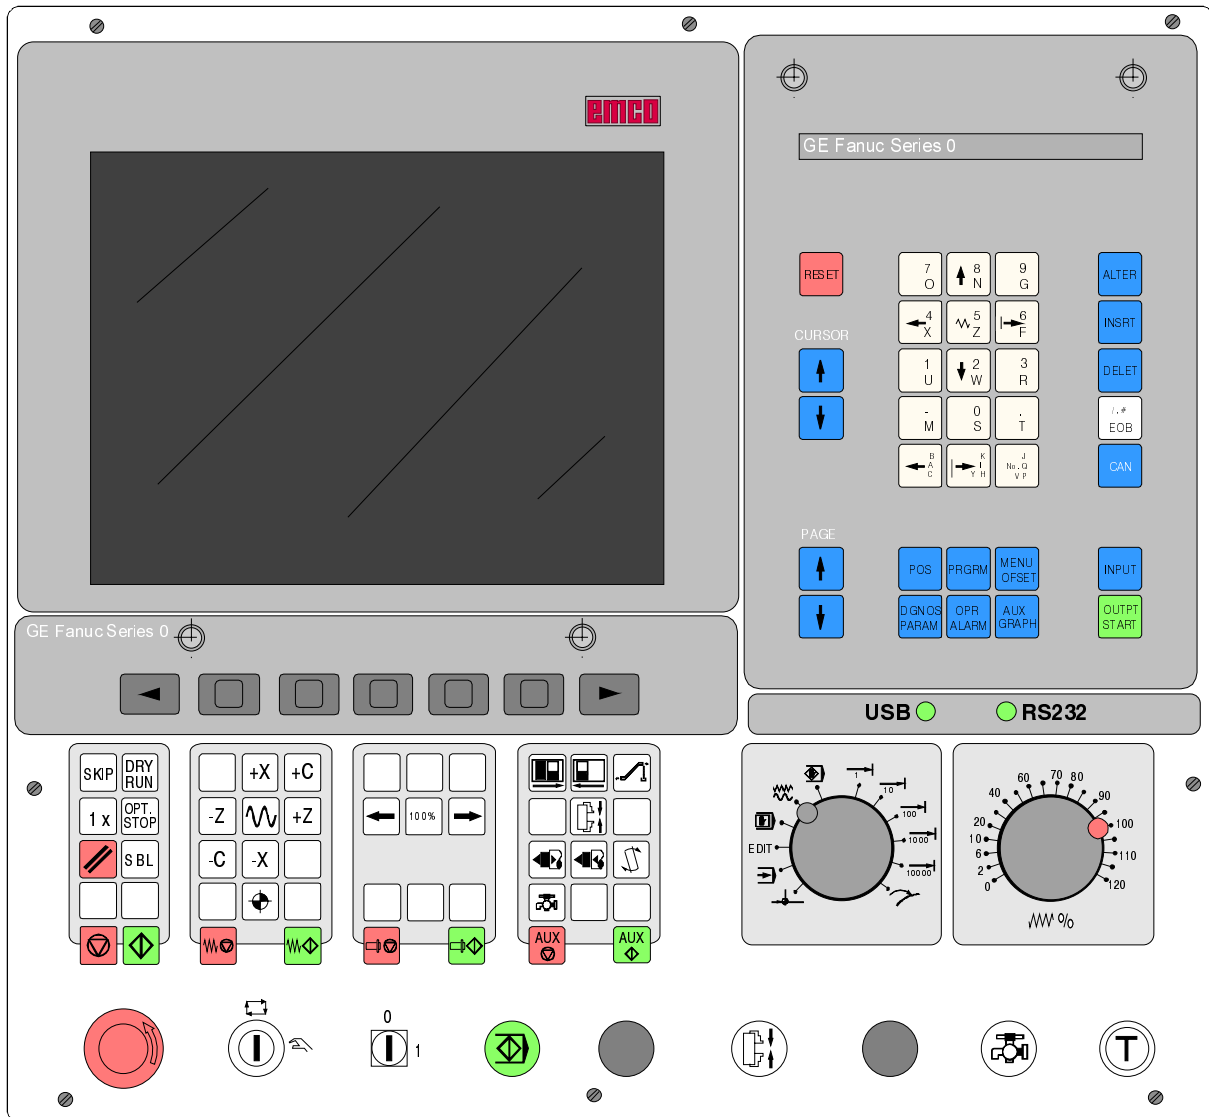 emco
GE Fanuc Series 0
RESET
7
O
8
N
9
G
ALTER
CURSOR
4
X
5
Z
6
F
INSRT
1
U
2
W
3
R
DELET
-
M
0
S
.
T
/,#
EOB
B
A
C
K
I
Y H
J
No. Q
V P
CAN
PAGE
POS
PRGRM
MENU
OFSET
INPUT
DGNOS
PARAM
OPR
ALARM
AUX
GRAPH
OUTPT
START
GE Fanuc Series 0
USB
RS232
SKIP
DRY
RUN
1 x
OPT.
STOP
SBL
+X
+C
-Z
+Z
-C
-X
100%
AUX
AUX
EDIT
1
10
100
1000
10000
0
2
6
10
20
40
60
70
80
90
100
110
120
%
0
1
T